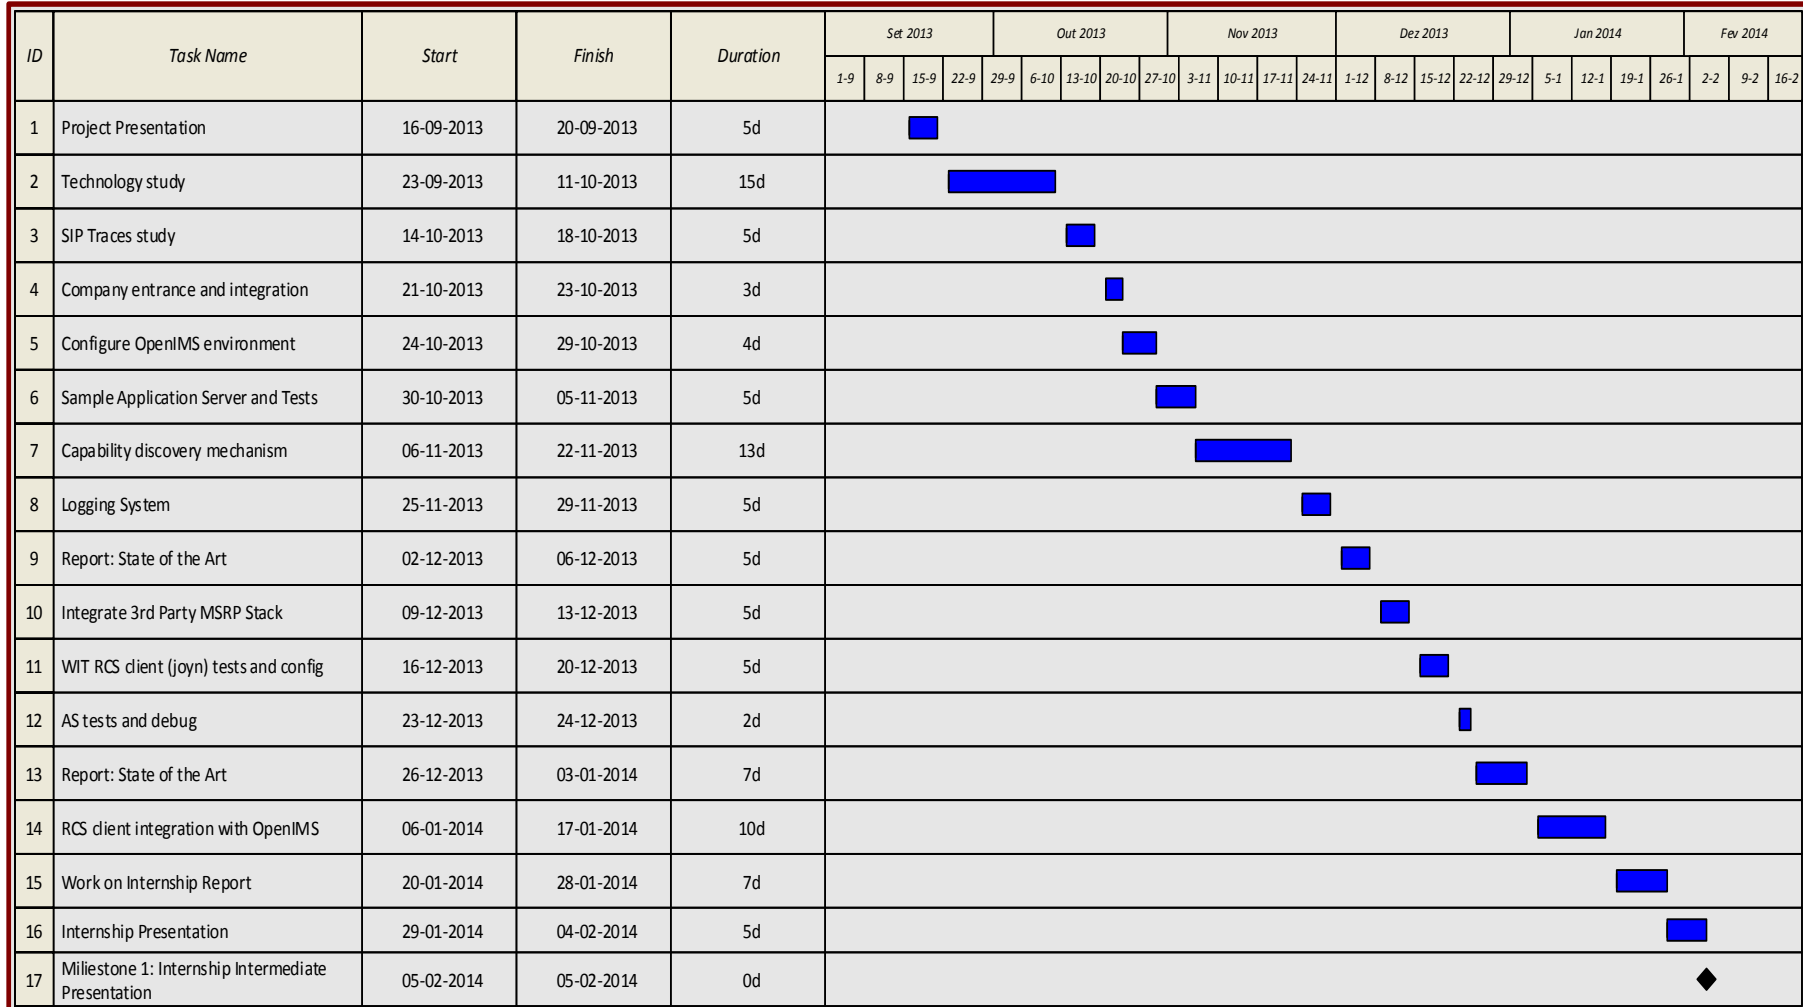 ID Task Name Start Finish Duration Set 2013 Out 2013 Nov 2013 Dez 2013 Jan 2014 Fev 2014
1-9 8-9 15-9 22-9 29-9 6-10 13-10 20-10 27-10 3-11 10-11 17-11 24-11 1-12 8-12 15-12 22-12 29-12 5-1 12-1 19-1 26-1 2-2 9-2 16-2
1 Project Presentation 16-09-2013 20-09-2013 5d
2 Technology study 23-09-2013 11-10-2013 15d
3 SIP Traces study 14-10-2013 18-10-2013 5d
4 Company entrance and integration 21-10-2013 23-10-2013 3d
5 Configure OpenIMS environment 24-10-2013 29-10-2013 4d
6 Sample Application Server and Tests 30-10-2013 05-11-2013 5d
7 Capability discovery mechanism 06-11-2013 22-11-2013 13d
8 Logging System 25-11-2013 29-11-2013 5d
9 Report: State of the Art 02-12-2013 06-12-2013 5d
10 Integrate 3rd Party MSRP Stack 09-12-2013 13-12-2013 5d
11 WIT RCS client (joyn) tests and config 16-12-2013 20-12-2013 5d
12 AS tests and debug 23-12-2013 24-12-2013 2d
13 Report: State of the Art 26-12-2013 03-01-2014 7d
14 RCS client integration with OpenIMS 06-01-2014 17-01-2014 10d
15 Work on Internship Report 20-01-2014 28-01-2014 7d
16 Internship Presentation 29-01-2014 04-02-2014 5d
17 Miliestone 1: Internship Intermediate
Presentation 05-02-2014 05-02-2014 0d